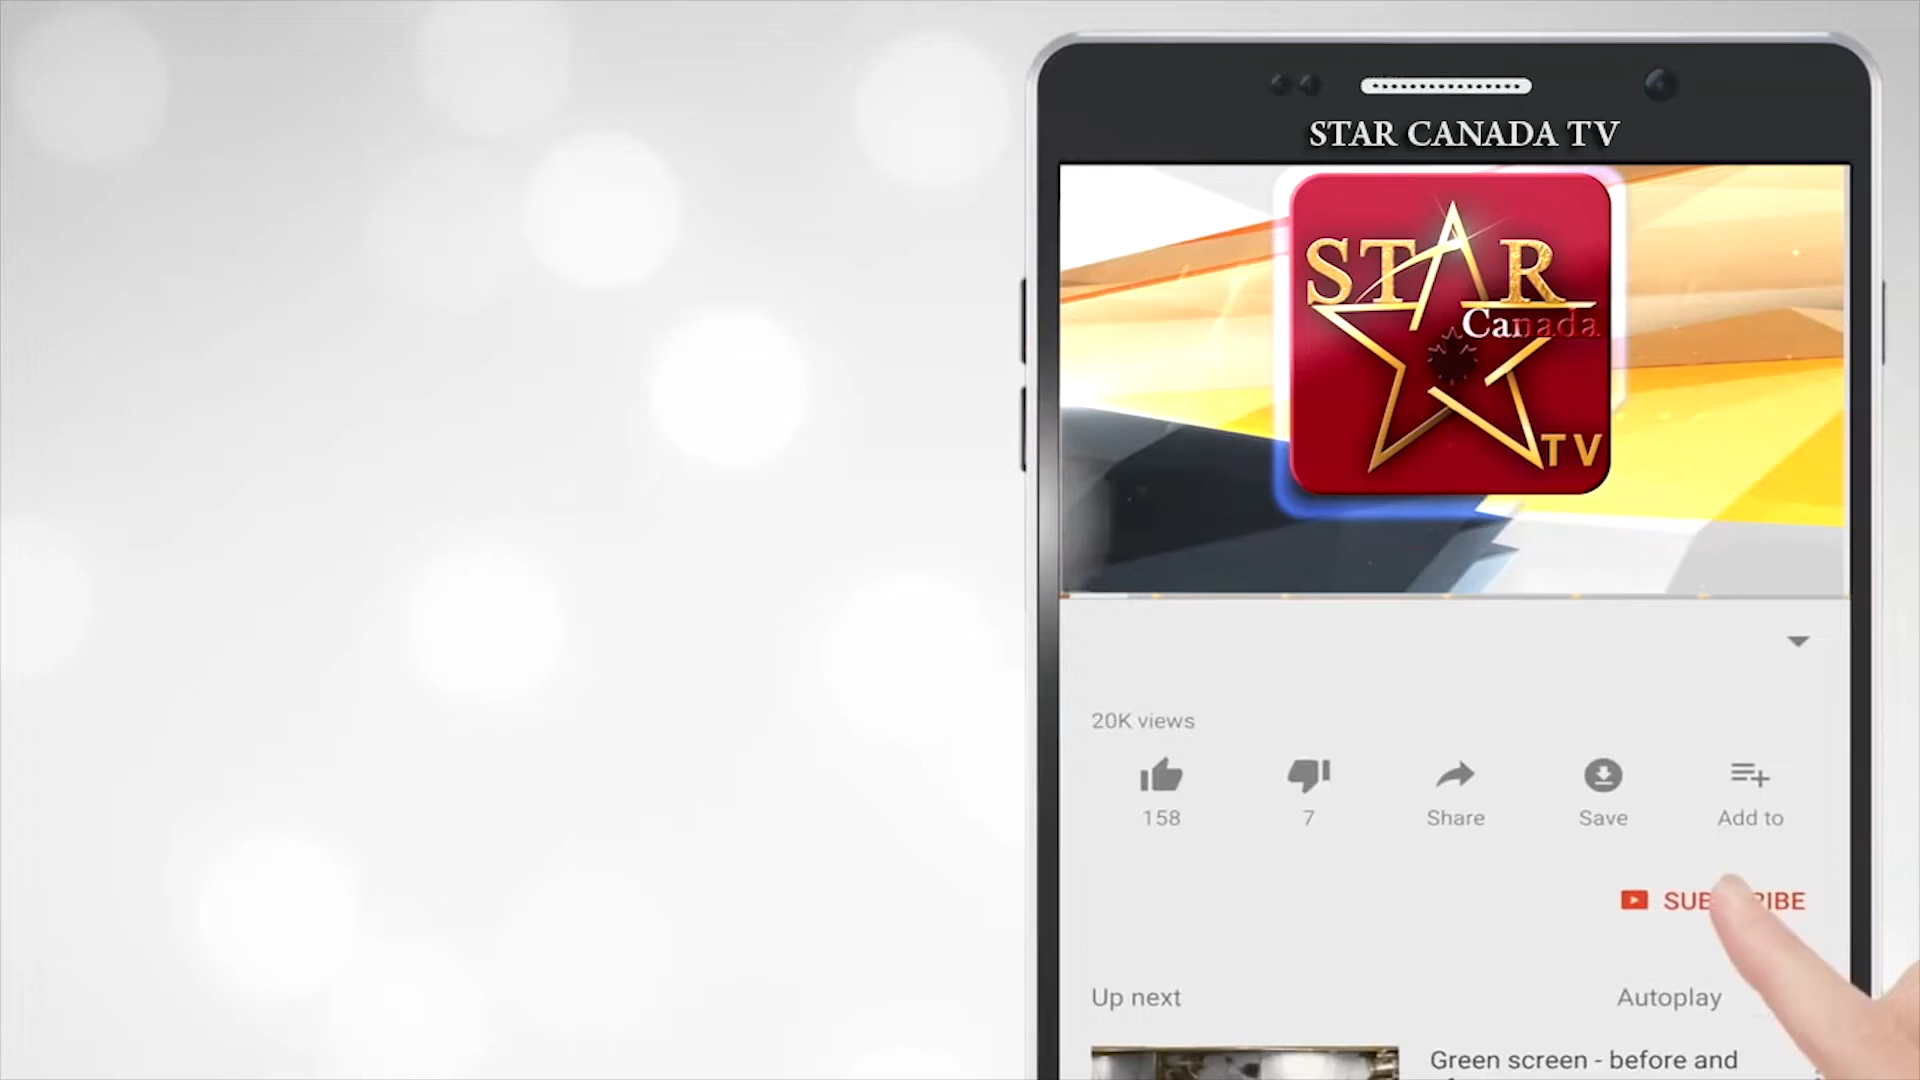 STAR CANADA TV
STAR
Canada
TV
20K views
158
7
Share
Save
Add to
Up next
Autoplay
Green screen - before and